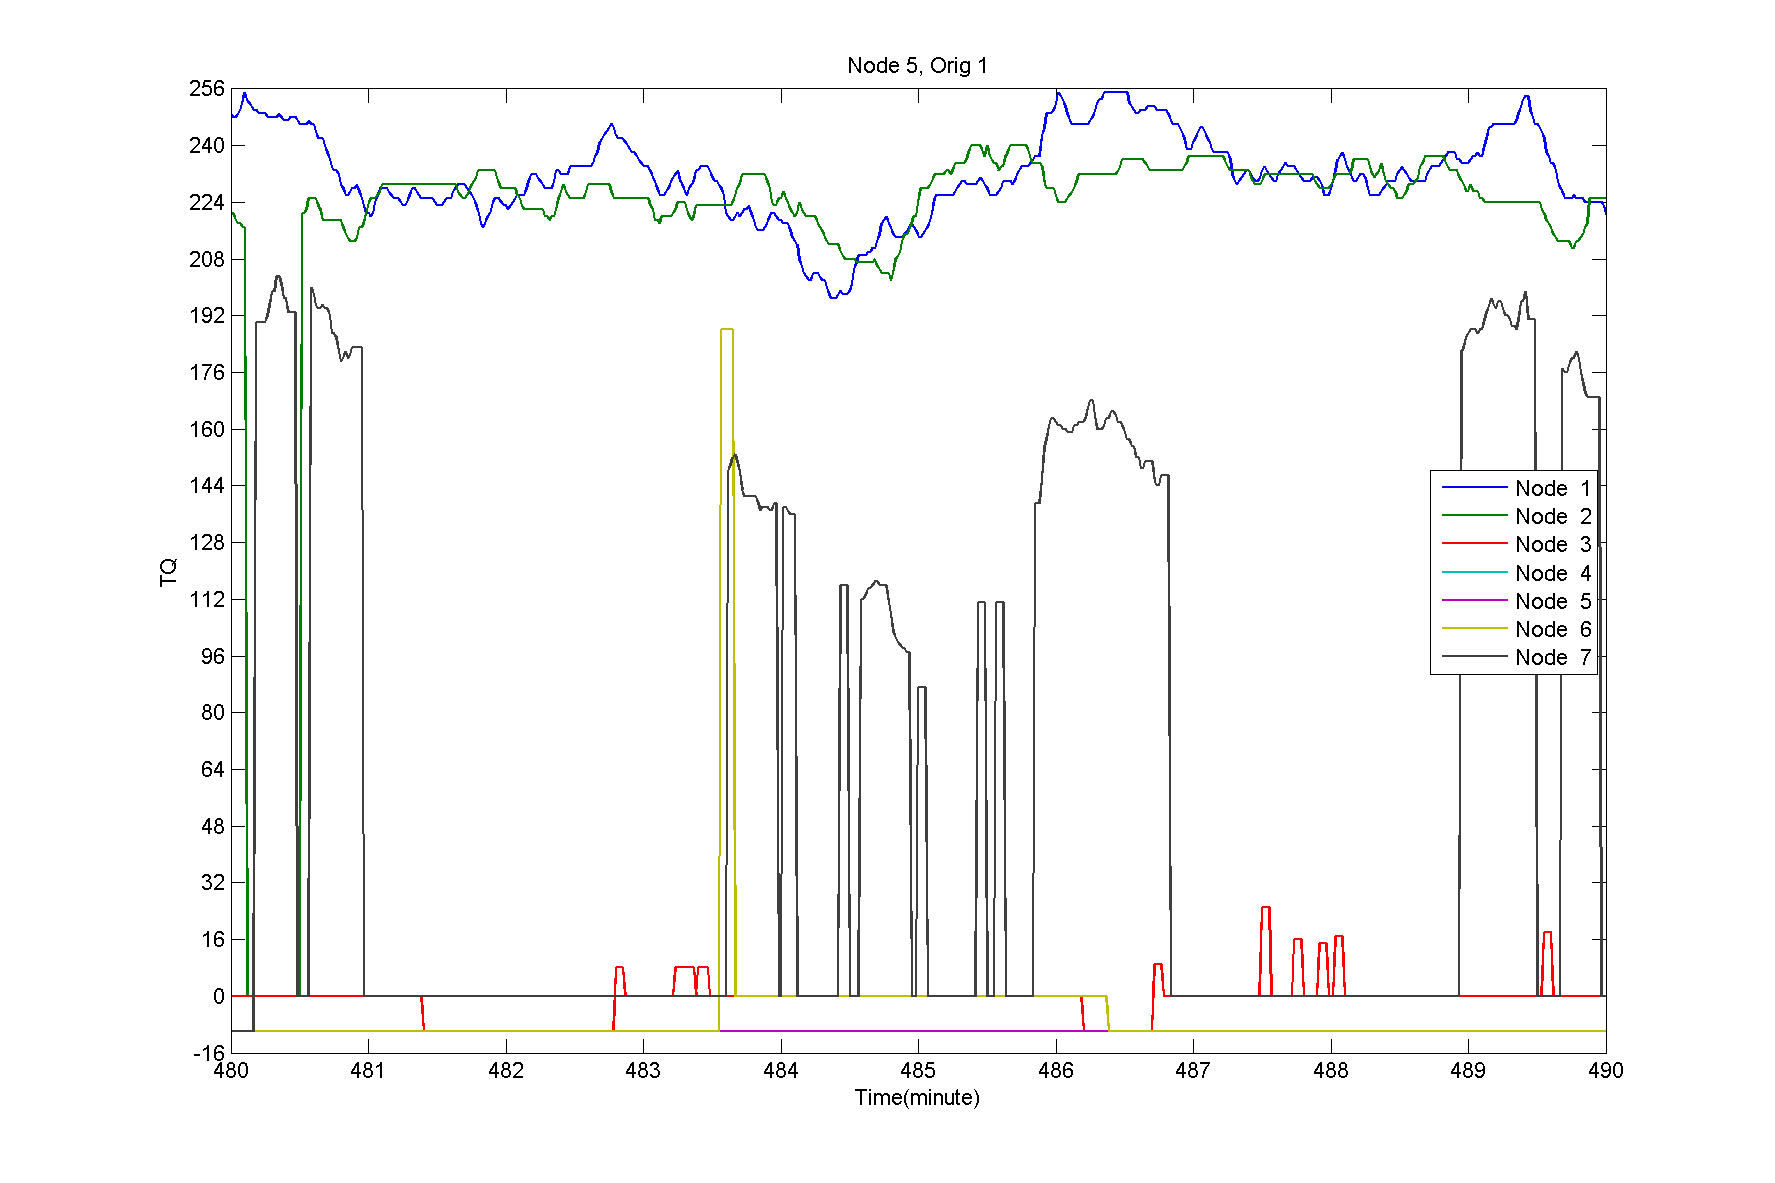 Node 5, Orig 1
256
240
224
208
192
176
160
144
128
112
96
80
64
48
32
16
0
-16
TQ
Node 1
Node 2
Node 3
Node 4
Node 5
Node 6
Node 7
480 481 482 483 484 485 486 487 488 489 490
Time(minute)